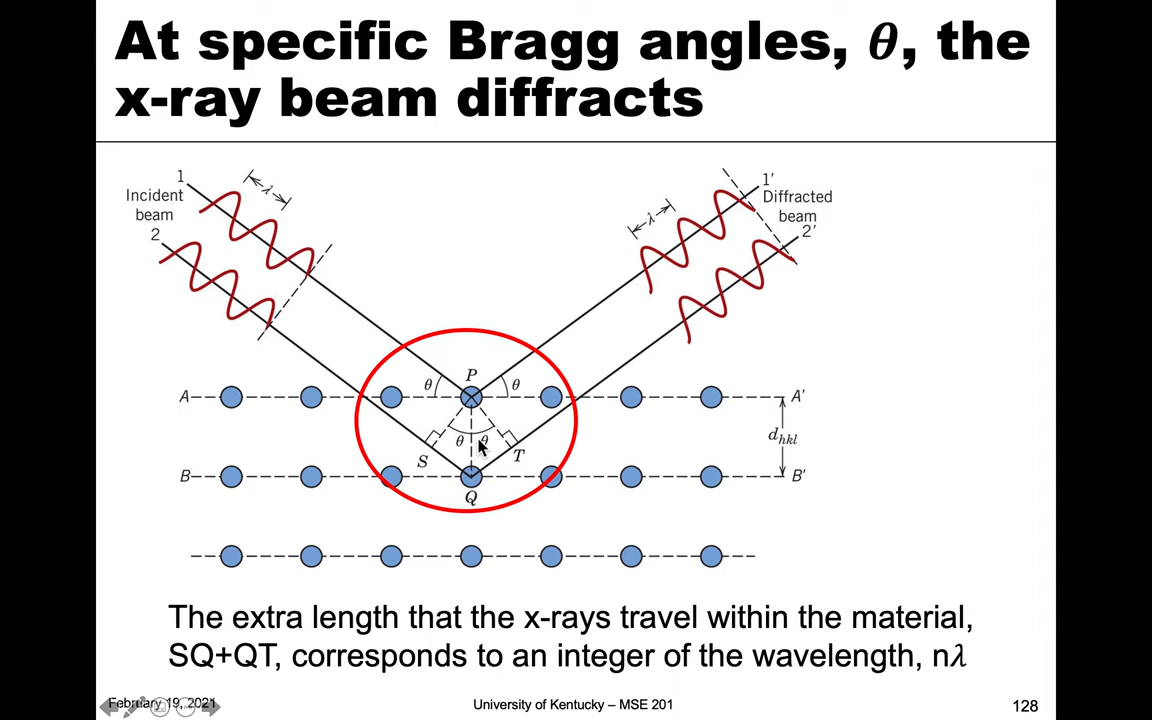 At specific Bragg angles, 𝜃, the
x-ray beam diffracts
1
Incident
beam
2
λ
λ
1'
Diffracted
beam
2'
P
θ
θ
A
A'
θ
θ
d_hkl
S
T
B
B'
Q
The extra length that the x-rays travel within the material,
SQ+QT, corresponds to an integer of the wavelength, n𝜆
February 19, 2021
University of Kentucky – MSE 201
128